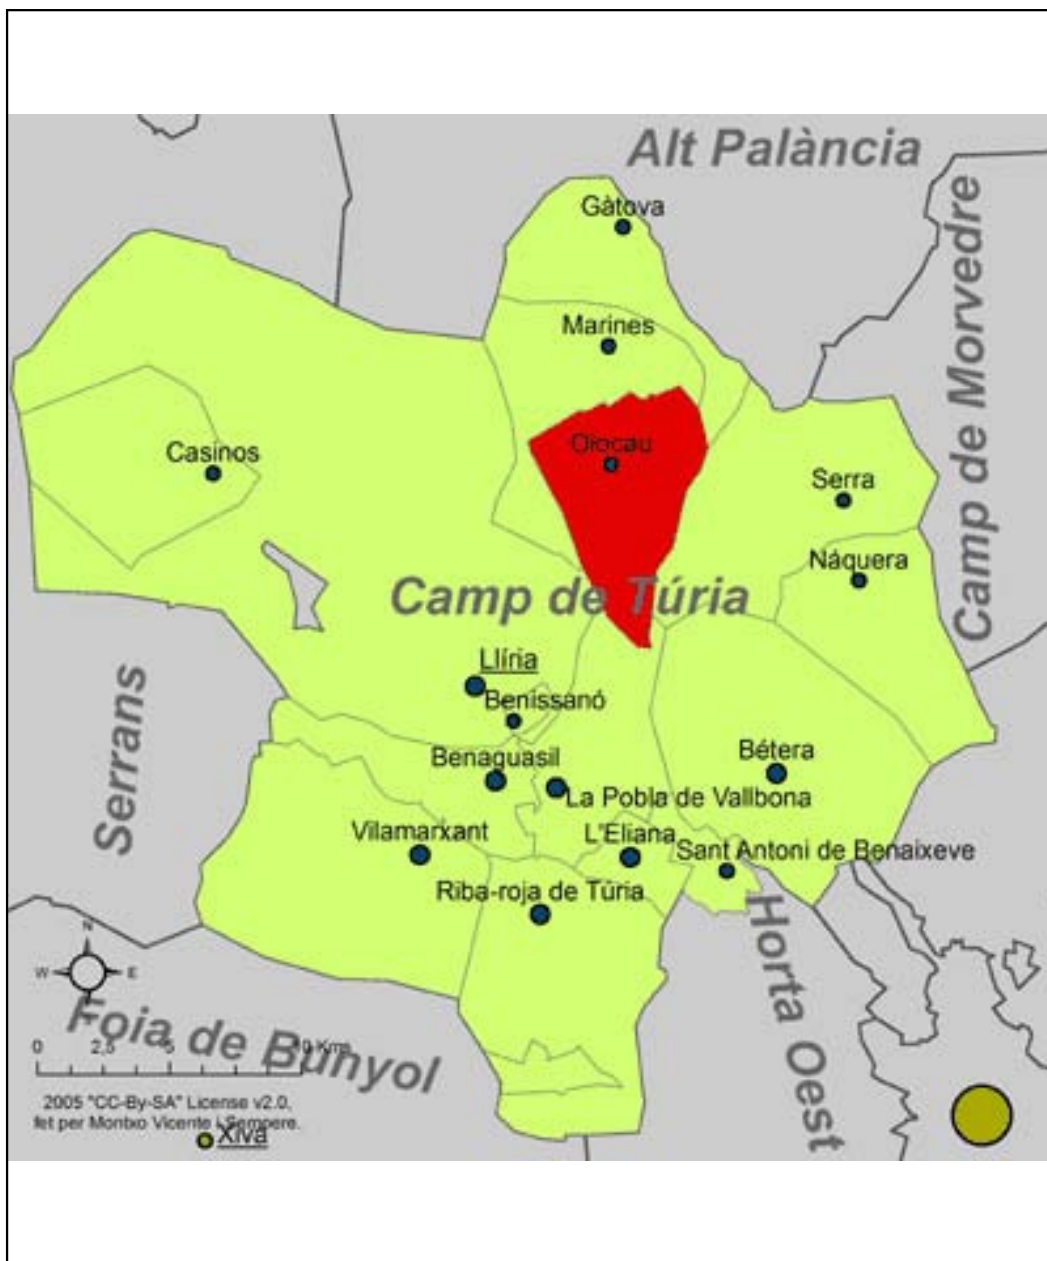 Alt Palància
Gàtova
Camp de Morvedre
Marines
Olocau
Casinos
Serra
Nàquera
Camp de Túria
Llíria
Benissanó
Serrans
Bétera
Benaguasil
La Pobla de Vallbona
Vilamarxant
L'Eliana
Sant Antoni de Benaixeve
Riba-roja de Túria
Horta Oest
N
W E
S
Foia de Bunyol
0 2,5 5 10 Kms
2005 "CC-By-SA" License v2.0,
fet per Montxo Vicente i Sempere.
Xiva